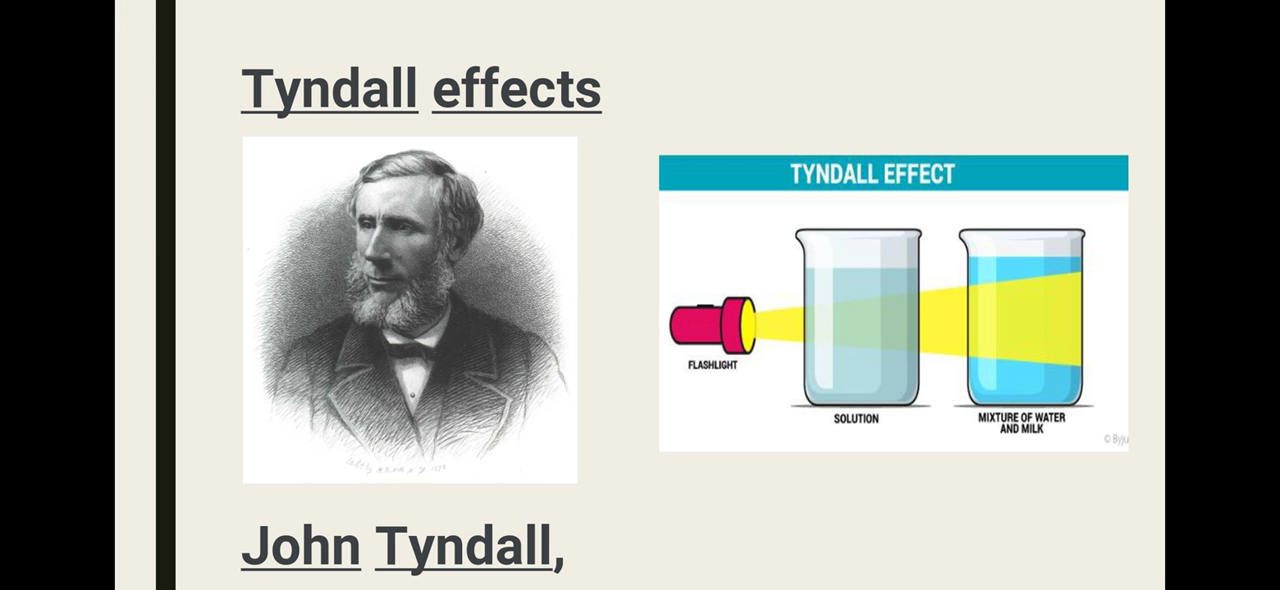 Tyndall effects
TYNDALL EFFECT
FLASHLIGHT
SOLUTION
MIXTURE OF WATER
AND MILK
© Byju
John Tyndall,